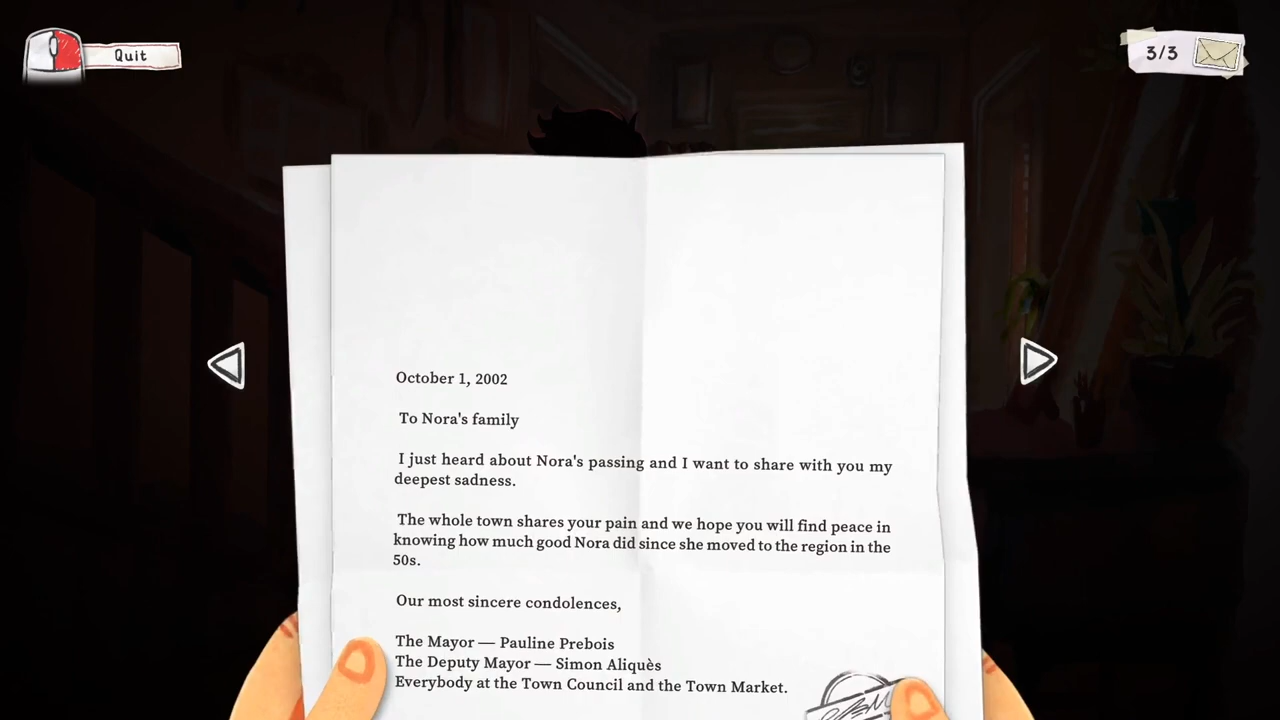 Quit
3/3
October 1, 2002
To Nora's family
I just heard about Nora's passing and I want to share with you my
deepest sadness.
The whole town shares your pain and we hope you will find peace in
knowing how much good Nora did since she moved to the region in the
50s.
Our most sincere condolences,
The Mayor — Pauline Prebois
The Deputy Mayor — Simon Aliquès
Everybody at the Town Council and the Town Market.